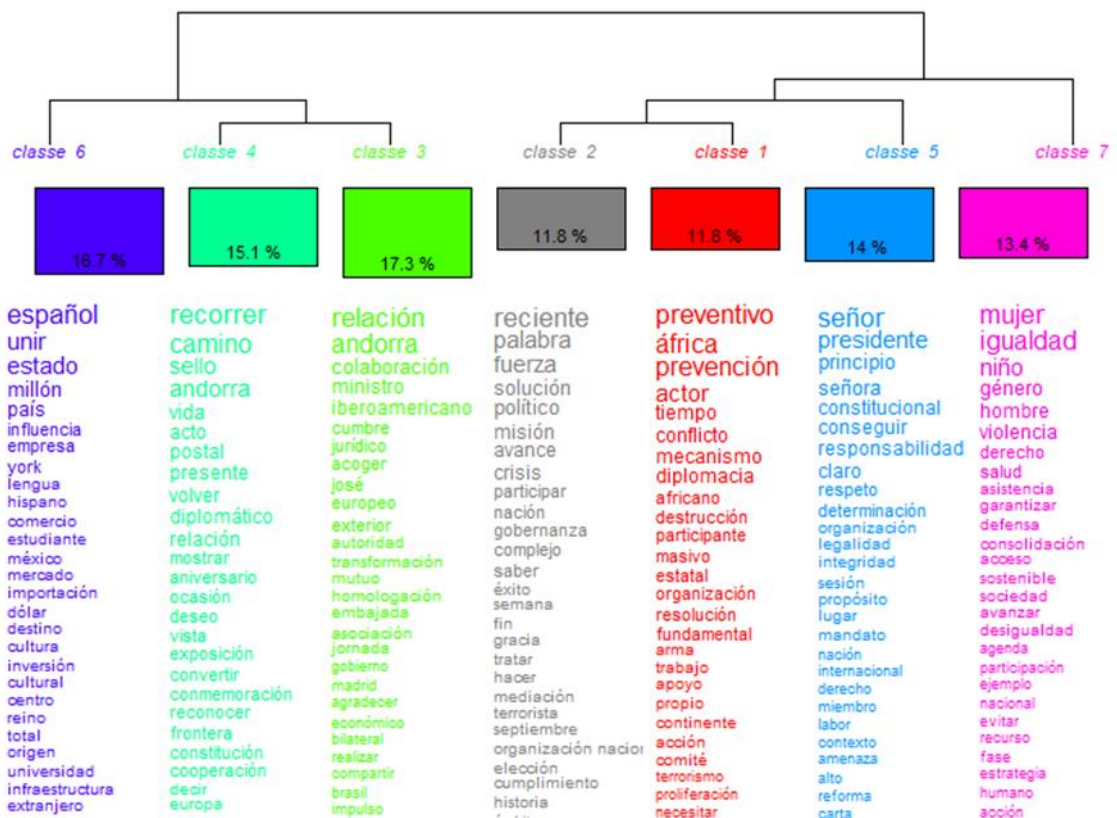 classe 6
classe 4
classe 3
classe 2
classe 1
classe 5
classe 7
16.7 %
15.1 %
17.3 %
11.8 %
11.8 %
14 %
13.4 %
español
unir
estado
millón
país
influencia
empresa
york
lengua
hispano
comercio
estudiante
méxico
mercado
importación
dólar
destino
cultura
inversión
cultural
centro
reino
total
origen
universidad
infraestructura
extranjero
recorrer
camino
sello
andorra
vida
acto
postal
presente
volver
diplomático
relación
mostrar
aniversario
ocasión
deseo
vista
exposición
convertir
conmemoración
reconocer
frontera
constitución
cooperación
decir
europa
relación
andorra
colaboración
ministro
iberoamericano
cumbre
jurídico
acoger
josé
europeo
exterior
autoridad
transformación
mutuo
homologación
embajada
asociación
jornada
gobierno
madrid
agradecer
económico
bilateral
realizar
compartir
brasil
impulso
reciente
palabra
fuerza
solución
político
misión
avance
crisis
participar
nación
gobernanza
complejo
saber
éxito
semana
fin
gracia
tratar
hacer
mediación
terrorista
septiembre
organización nacio
elección
cumplimiento
historia
preventivo
áfrica
prevención
actor
tiempo
conflicto
mecanismo
diplomacia
africano
destrucción
participante
masivo
estatal
organización
resolución
fundamental
arma
trabajo
apoyo
propio
continente
acción
comité
terrorismo
proliferación
necesitar
señor
presidente
principio
señora
constitucional
conseguir
responsabilidad
claro
respeto
determinación
organización
legalidad
integridad
sesión
propósito
lugar
mandato
nación
internacional
derecho
miembro
labor
contexto
amenaza
alto
reforma
carta
mujer
igualdad
niño
género
hombre
violencia
derecho
salud
asistencia
garantizar
defensa
consolidación
acceso
sostenible
sociedad
avanzar
desigualdad
agenda
participación
ejemplo
nacional
evitar
recurso
fase
estrategia
humano
acción